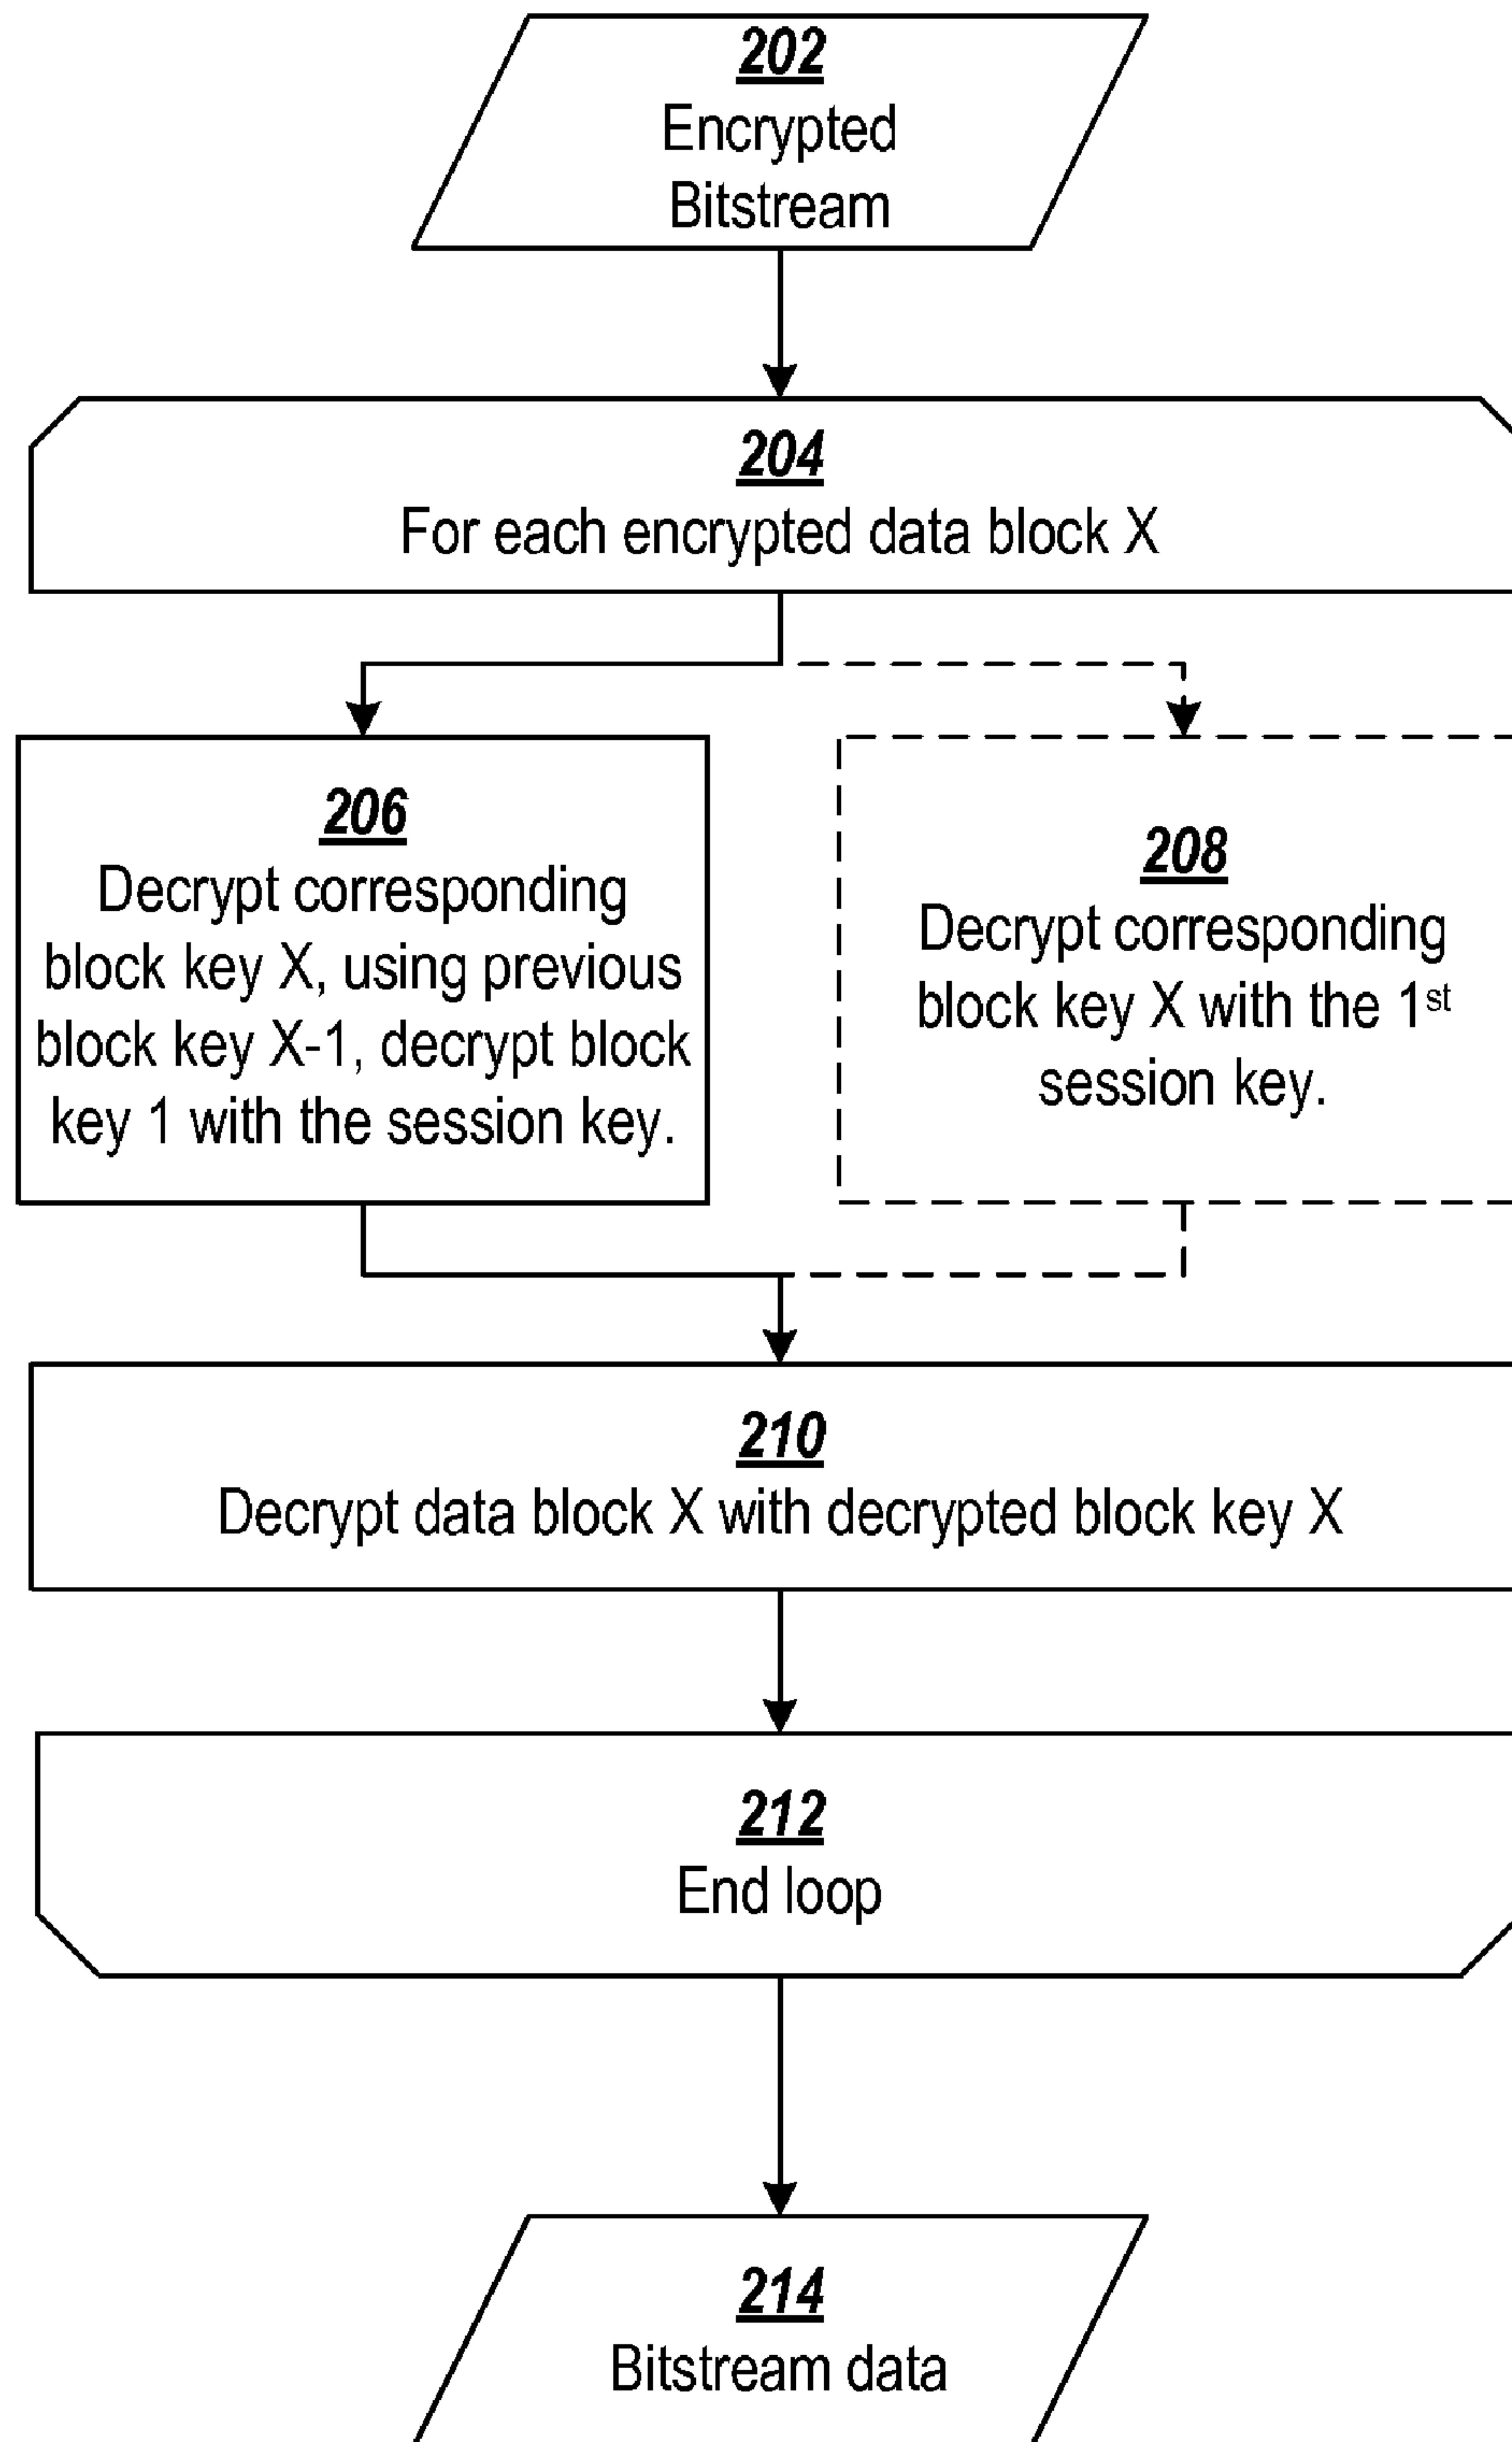 202
Encrypted
Bitstream
204
For each encrypted data block X
206
Decrypt corresponding
block key X, using previous
block key X-1, decrypt block
key 1 with the session key.
208
Decrypt corresponding
block key X with the 1st
session key.
210
Decrypt data block X with decrypted block key X
212
End loop
214
Bitstream data